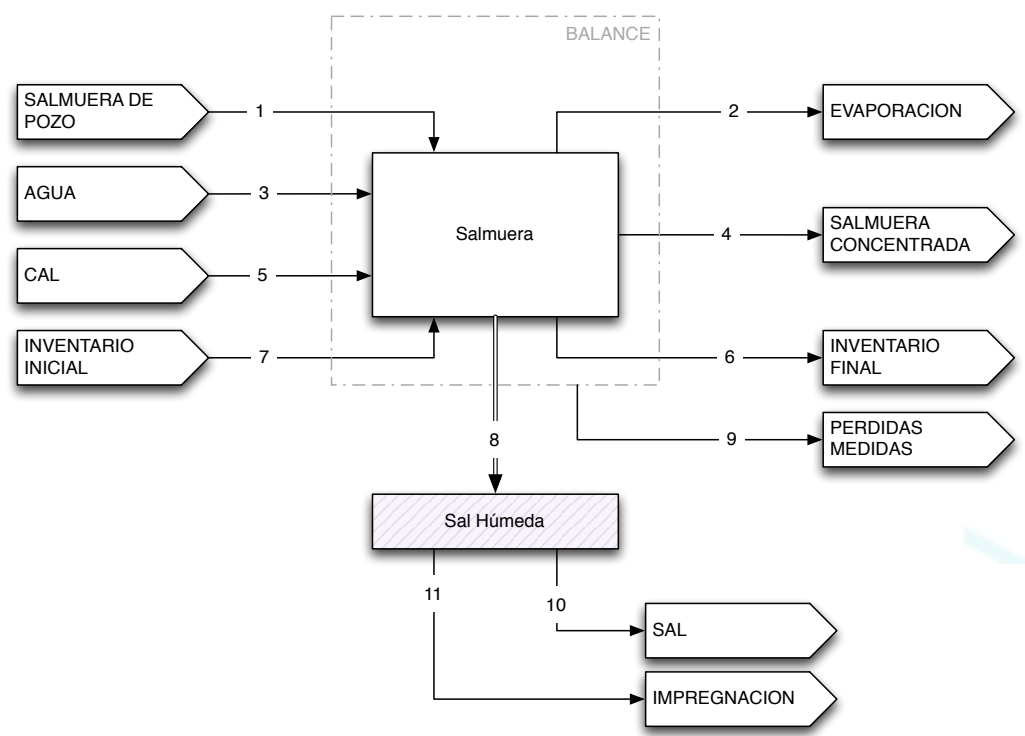 BALANCE
SALMUERA DE
POZO
1
2
EVAPORACION
AGUA
3
Salmuera
4
SALMUERA
CONCENTRADA
CAL
5
INVENTARIO
INICIAL
7
6
INVENTARIO
FINAL
8
9
PERDIDAS
MEDIDAS
Sal Húmeda
11
10
SAL
IMPREGNACION